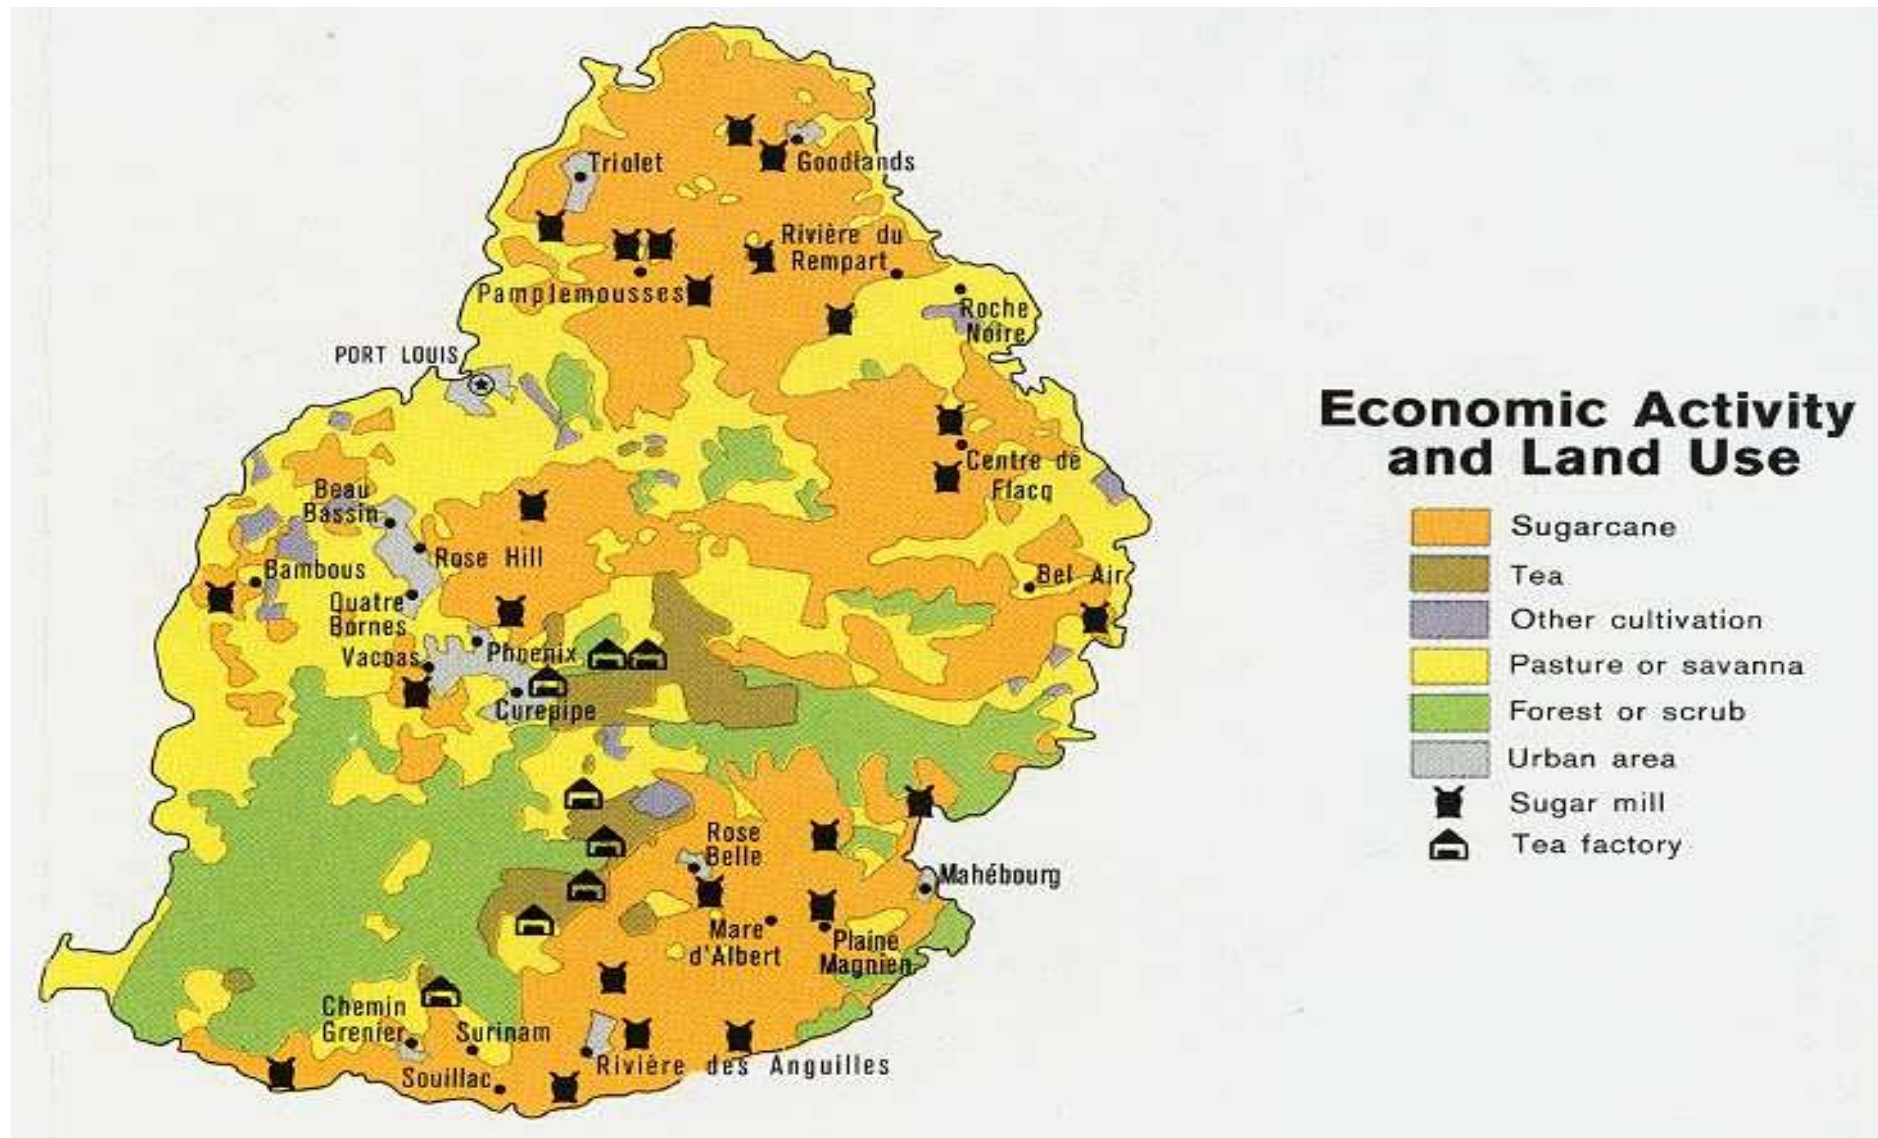 Triolet
Goodlands
Rivière du
Rempart
Pamplemousses
Roche
Noire
PORT LOUIS
Centre de
Flacq
Beau
Bassin
Rose Hill
Bambous
Bel Air
Quatre
Bornes
Phoenix
Vacoas
Curepipe
Rose
Belle
Mahébourg
Mare
d'Albert
Plaine
Magnien
Chemin
Grenier
Surinam
Rivière des Anguilles
Souillac
Economic Activity
and Land Use
Sugarcane
Tea
Other cultivation
Pasture or savanna
Forest or scrub
Urban area
Sugar mill
Tea factory